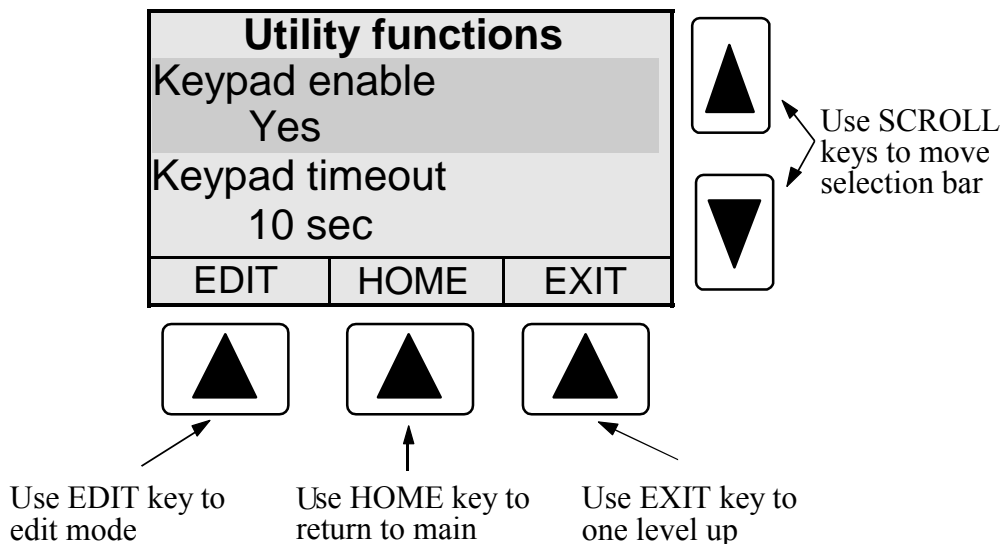 Utility functions
Keypad enable
Yes
Keypad timeout
10 sec
EDIT HOME EXIT
Use SCROLL
keys to move
selection bar
Use EDIT key to
edit mode
Use HOME key to
return to main
Use EXIT key to
one level up